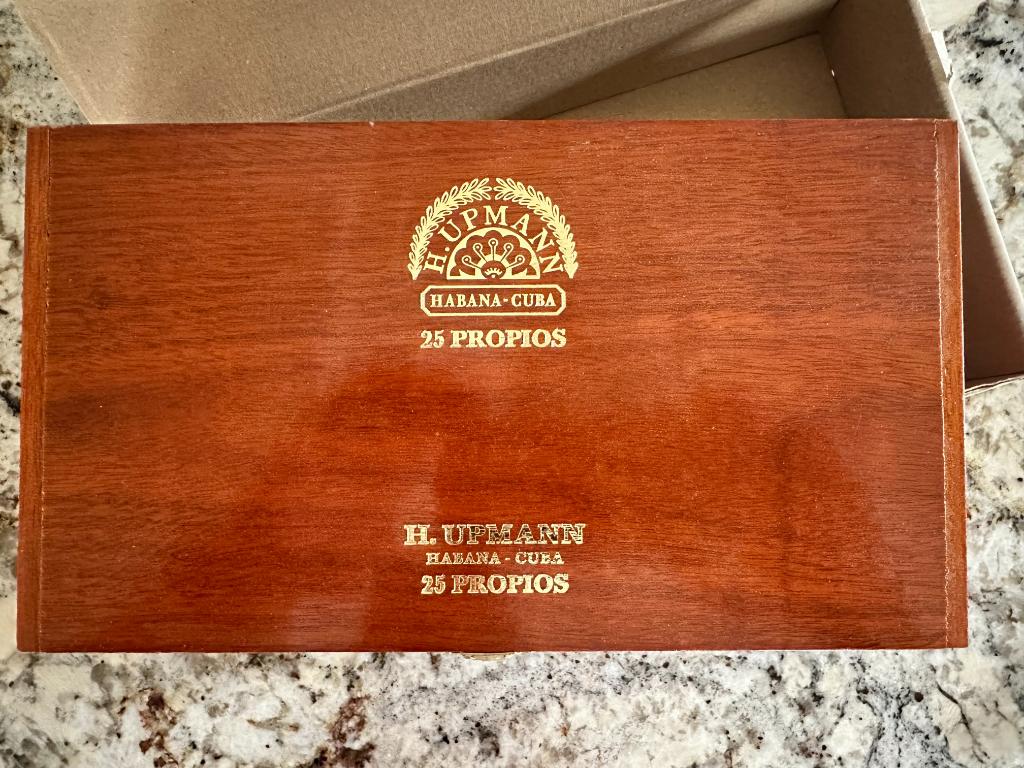 H. UPMANN
HABANA-CUBA
25 PROPIOS
H. UPMANN
HABANA - CUBA
25 PROPIOS